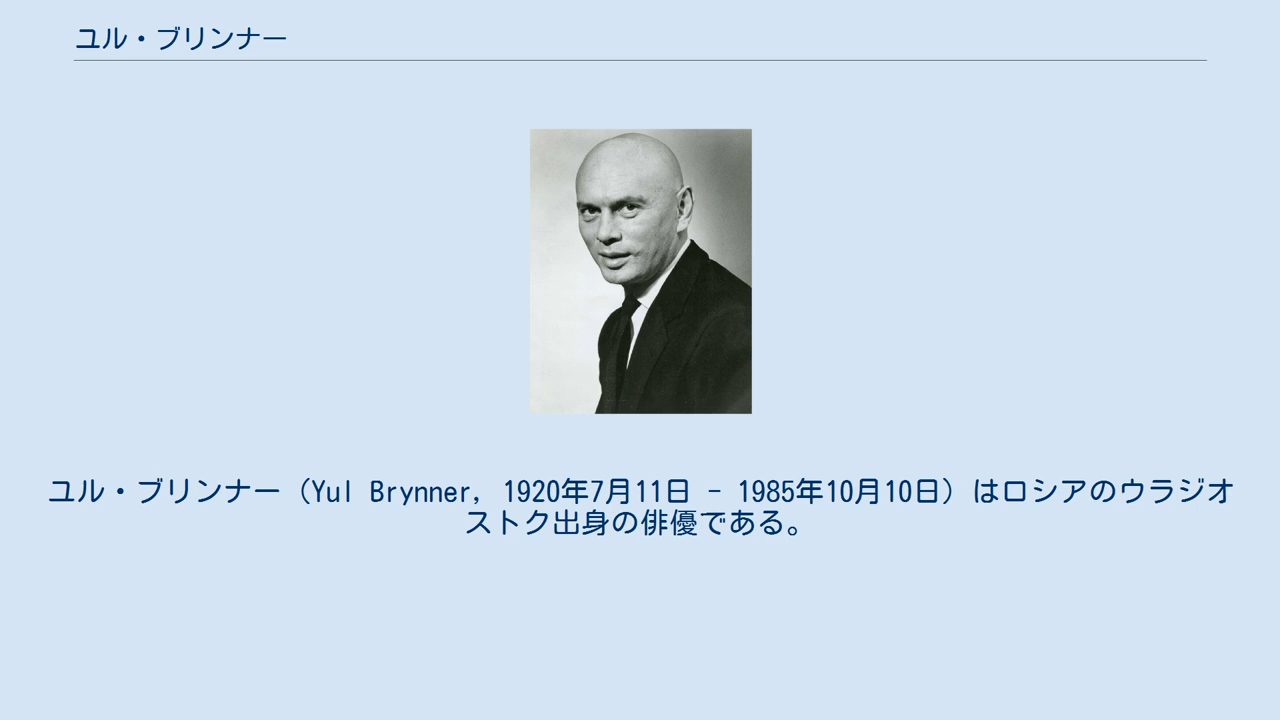 ユル・ブリンナー
ユル・ブリンナー（Yul Brynner, 1920年7月11日 - 1985年10月10日）はロシアのウラジオ
ストク出身の俳優である。